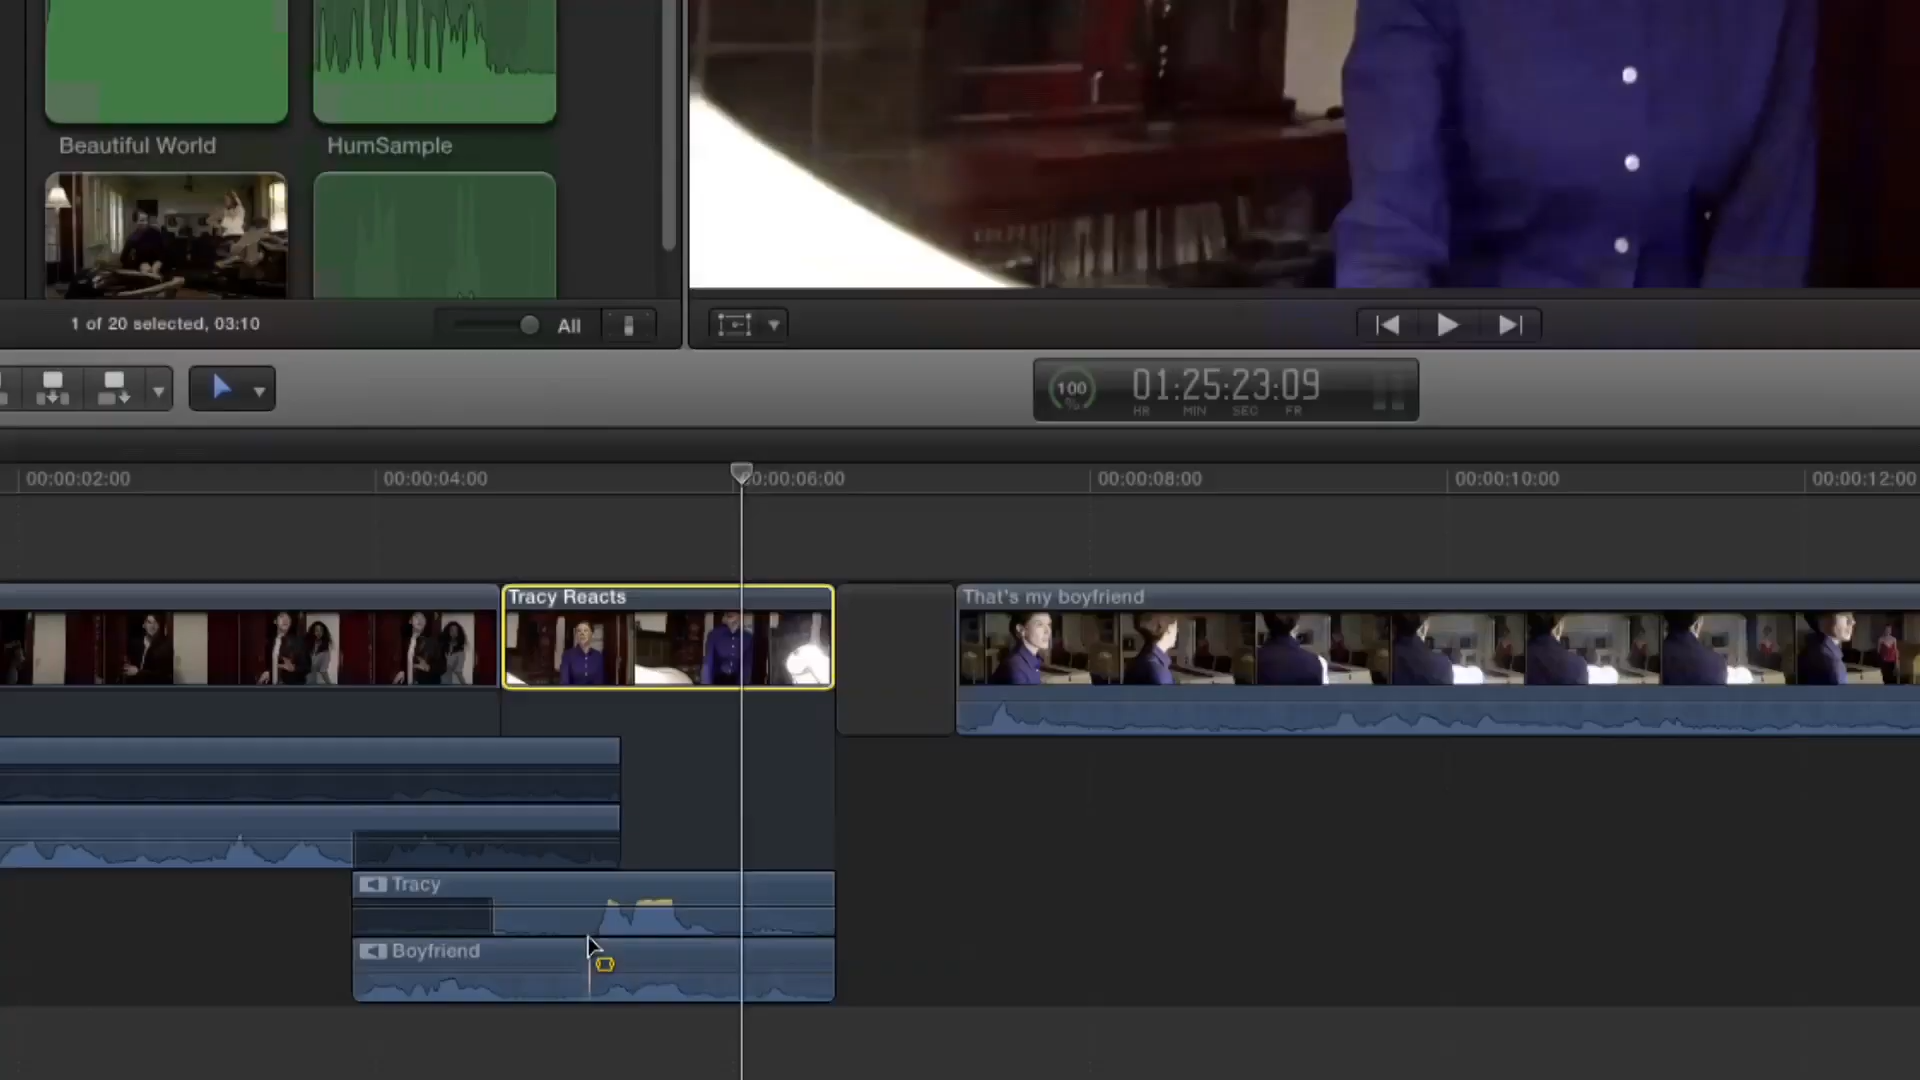 Beautiful World
HumSample
1 of 20 selected, 03:10
All
100
%
01:25:23:09
HR MIN SEC FR
00:00:02:00
00:00:04:00
00:00:06:00
00:00:08:00
00:00:10:00
00:00:12:00
Tracy Reacts
That's my boyfriend
Tracy
Boyfriend